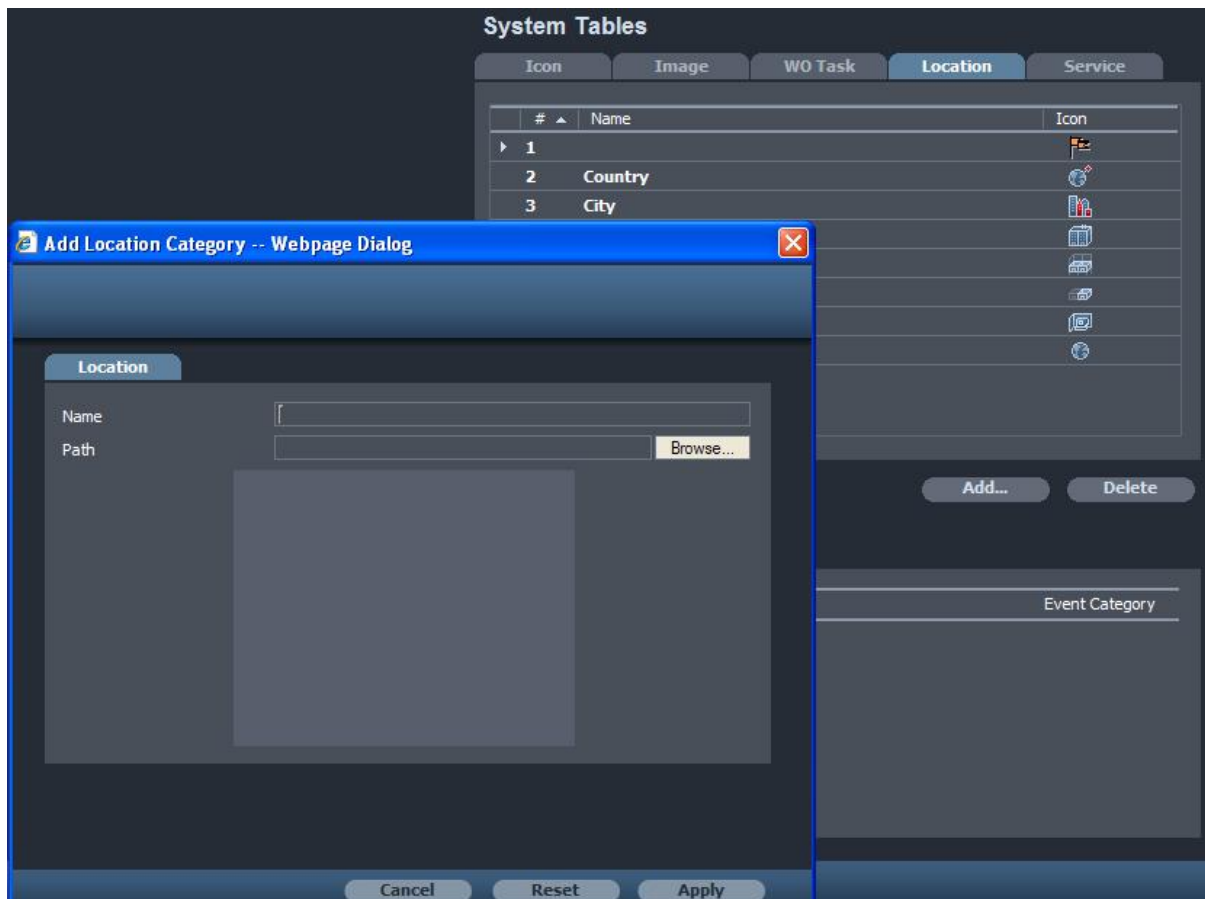 System Tables
Icon Image WO Task Location Service
# Name Icon
1
2 Country
3 City
Add Location Category -- Webpage Dialog
Location
Name
Path Browse...
Add... Delete
Event Category
Cancel Reset Apply